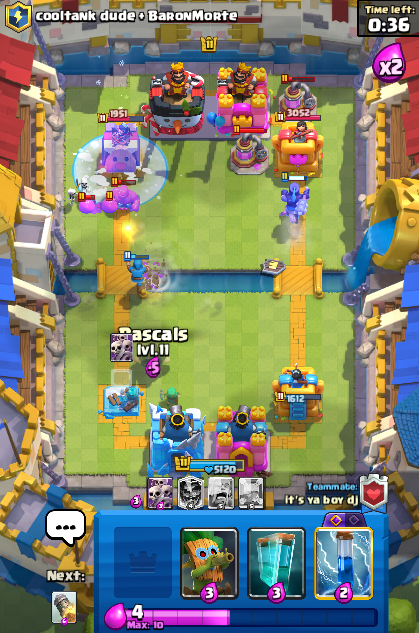 cooltank dude • BaronMorte
Time left:
0:36
x2
1951
3052
Rascals
lvl.11
-5
1612
5120
3
Teammate:
it's ya boy dj
...
Next:
3
3
2
4
Max: 10